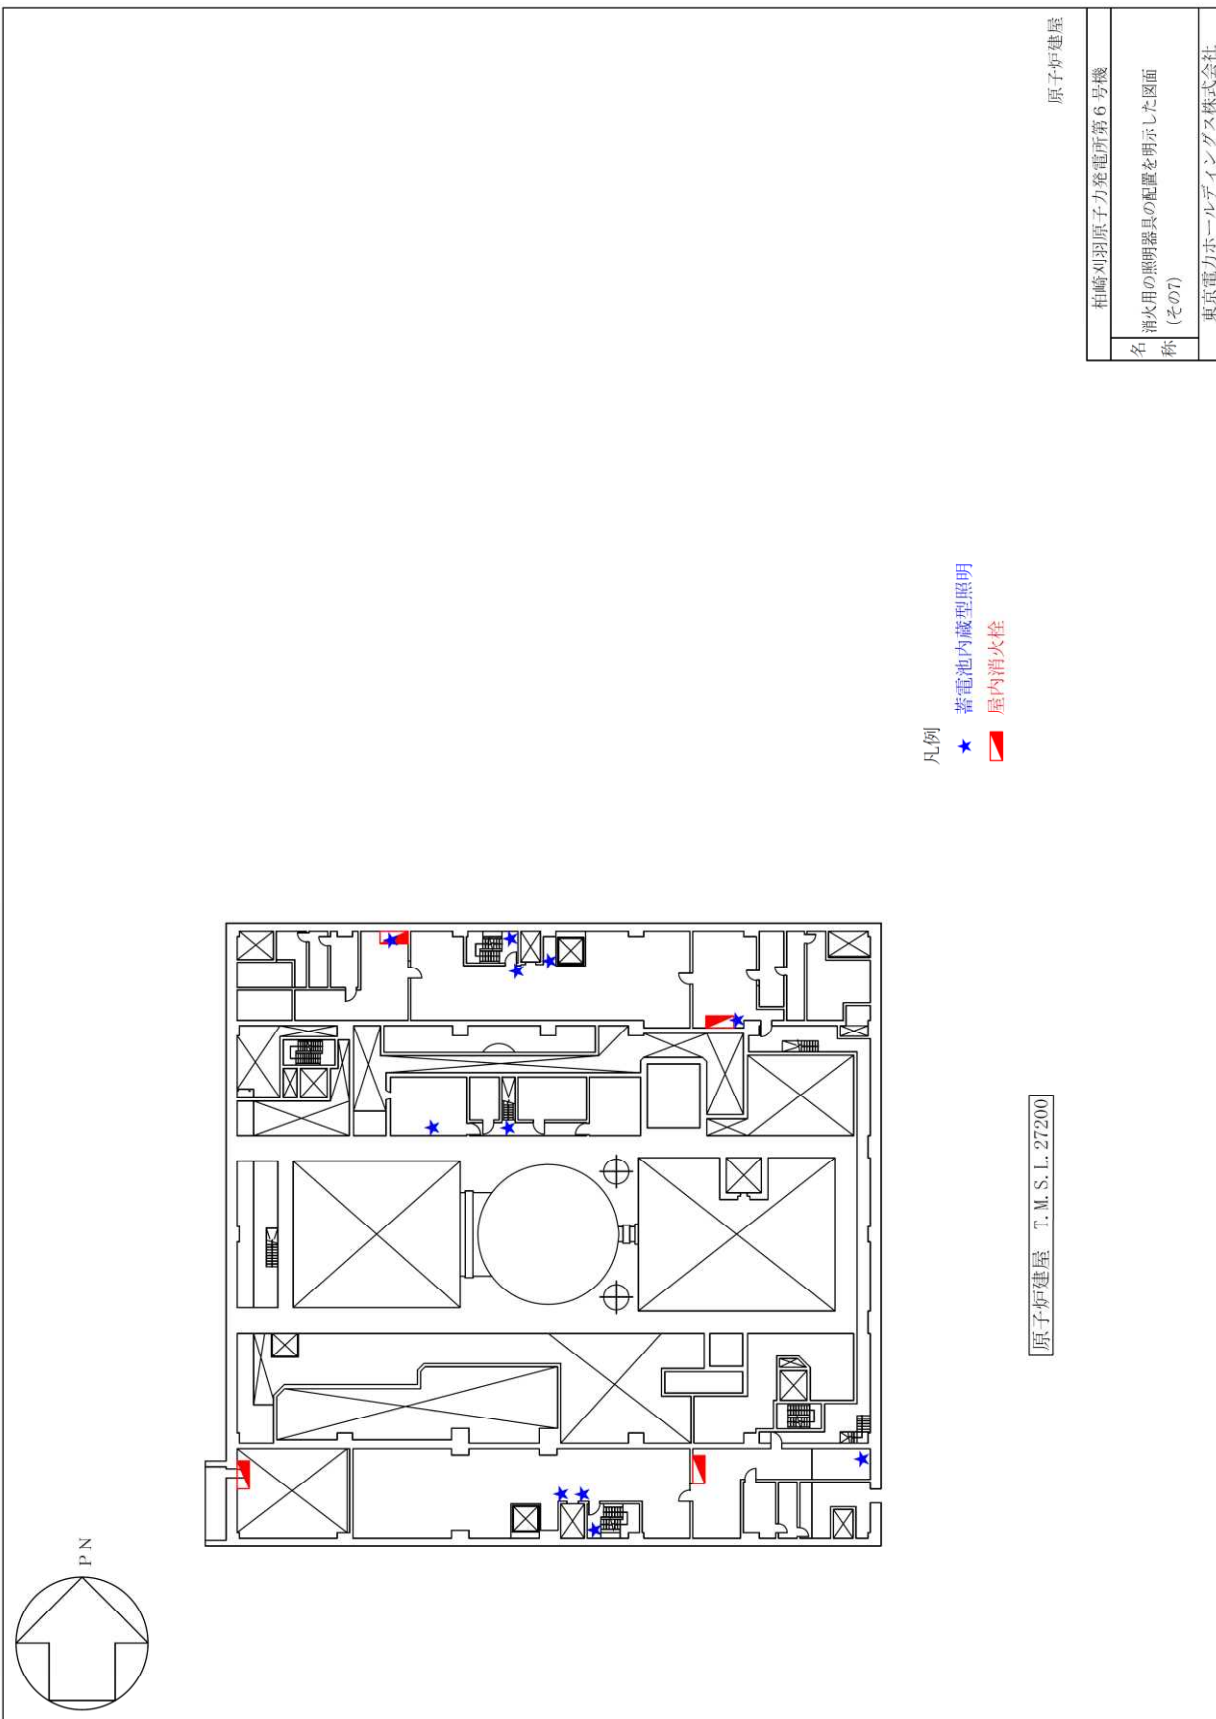 原子炉建屋
柏崎刈羽原子力発電所第6号機
名称
消火用の照明器具の配置を明示した図面
(その7)
東京電力ホールディングス株式会社
凡例
★ 蓄電池内蔵型照明
屋内消火栓
原子炉建屋 T.M.S.L.27200
PN